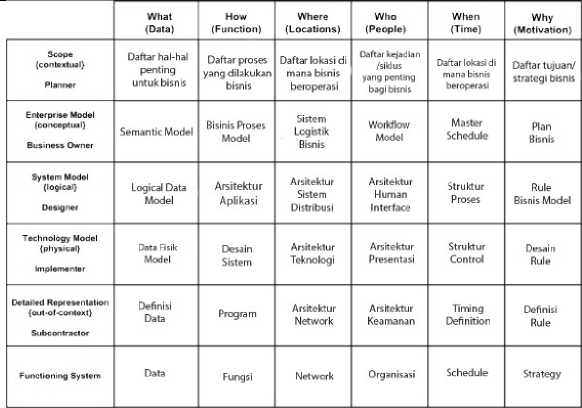 What How Where Who When Why
(Data) (Function) (Locations) (People) (Time) (Motivation)
Scope
(contextual)
Planner
Daftar hal-hal
penting
untuk bisnis
Daftar proses
yang dilakukan
bisnis
Daftar lokasi di
mana bisnis
beroperasi
Daftar kejadian
/siklus
yang penting
bagi bisnis
Daftar lokasi di
mana bisnis
beroperasi
Daftar tujuan/
strategi bisnis
Enterprise Model
(conceptual)
Business Owner
Semantic Model
Bisinis Proses
Model
Sistem
Logistik
Bisnis
Workflow
Model
Master
Schedule
Plan
Bisnis
System Model
(logical)
Designer
Logical Data
Model
Arsitektur
Aplikasi
Arsitektur
Sistem
Distribusi
Arsitektur
Human
Interface
Struktur
Proses
Rule
Bisnis Model
Technology Model
(physical)
Implementer
Data Fisik
Model
Desain
Sistem
Arsitektur
Teknologi
Arsitektur
Presentasi
Struktur
Control
Desain
Rule
Detailed Representation
(out-of-context)
Subcontractor
Definisi
Data
Program
Arsitektur
Network
Arsitektur
Keamanan
Timing
Definition
Definisi
Rule
Functioning System
Data
Fungsi
Network
Organisasi
Schedule
Strategy